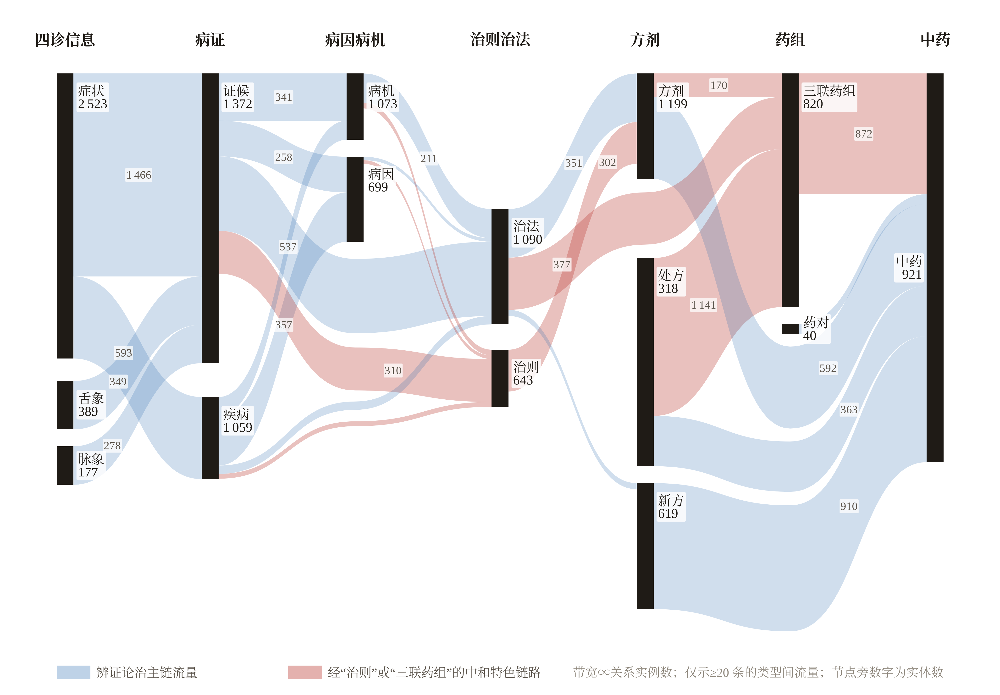 四诊信息
病证
病因病机
治则治法
方剂
药组
中药
症状
2 523
舌象
389
脉象
177
1 466
593
349
278
证候
1 372
疾病
1 059
341
258
537
357
310
病机
1 073
病因
699
211
治法
1 090
治则
643
351
302
377
方剂
1 199
处方
318
新方
619
170
1 141
三联药组
820
药对
40
872
592
363
910
中药
921
辨证论治主链流量
经“治则”或“三联药组”的中和特色链路
带宽∝关系实例数；仅示≥20 条的类型间流量；节点旁数字为实体数